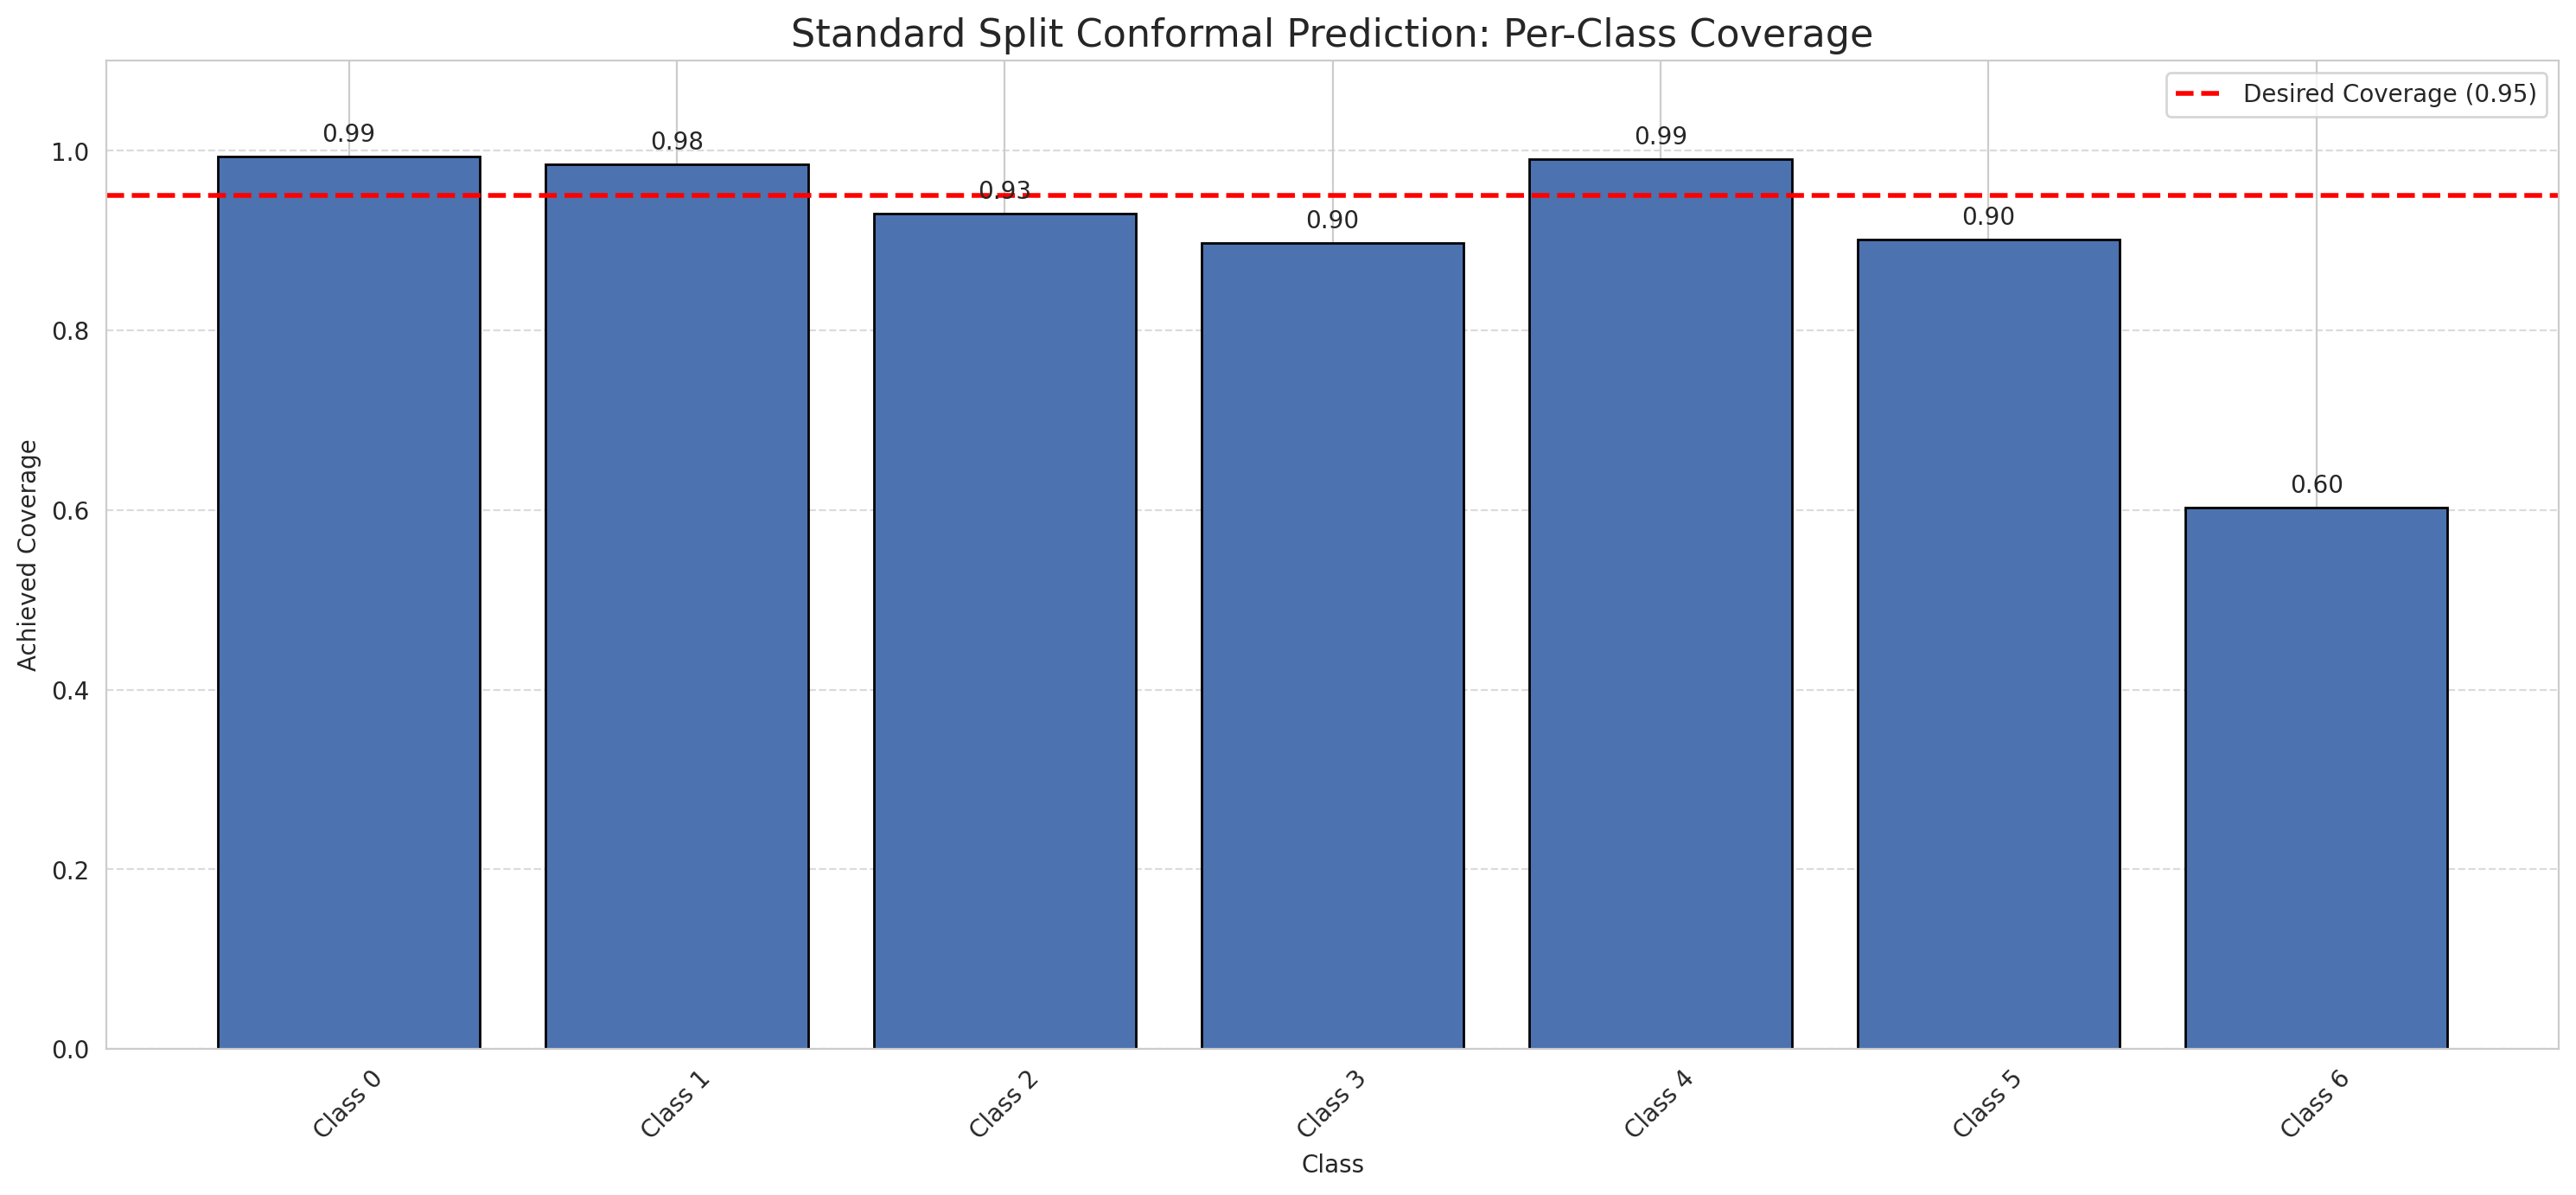 Standard Split Conformal Prediction: Per-Class Coverage
Desired Coverage (0.95)
Achieved Coverage
1.0
0.8
0.6
0.4
0.2
0.0
0.99
0.98
0.93
0.90
0.99
0.90
0.60
Class 0
Class 1
Class 2
Class 3
Class 4
Class 5
Class 6
Class